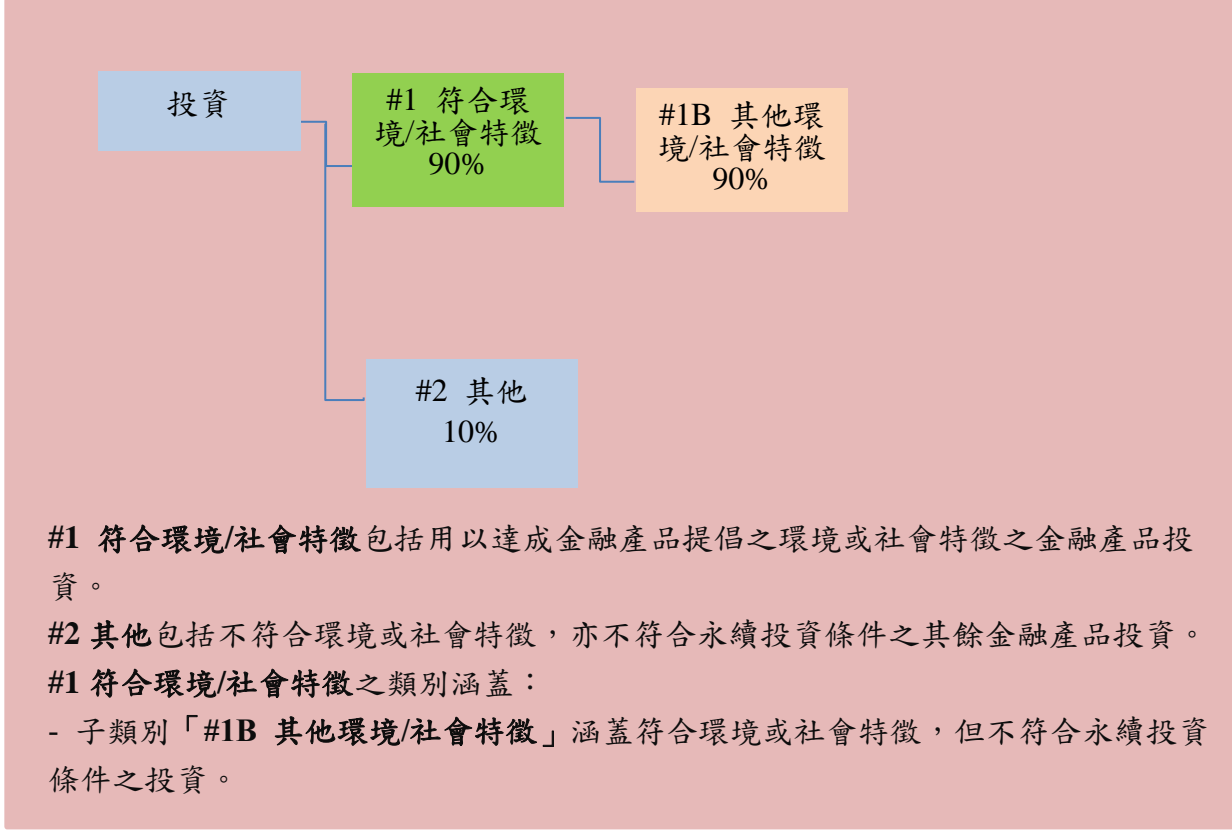 投資
#1 符合環
境/社會特徵
90%
#1B 其他環
境/社會特徵
90%
#2 其他
10%
#1 符合環境/社會特徵包括用以達成金融產品提倡之環境或社會特徵之金融產品投
資。
#2 其他包括不符合環境或社會特徵，亦不符合永續投資條件之其餘金融產品投資。
#1 符合環境/社會特徵之類別涵蓋：
- 子類別「#1B 其他環境/社會特徵」涵蓋符合環境或社會特徵，但不符合永續投資
條件之投資。